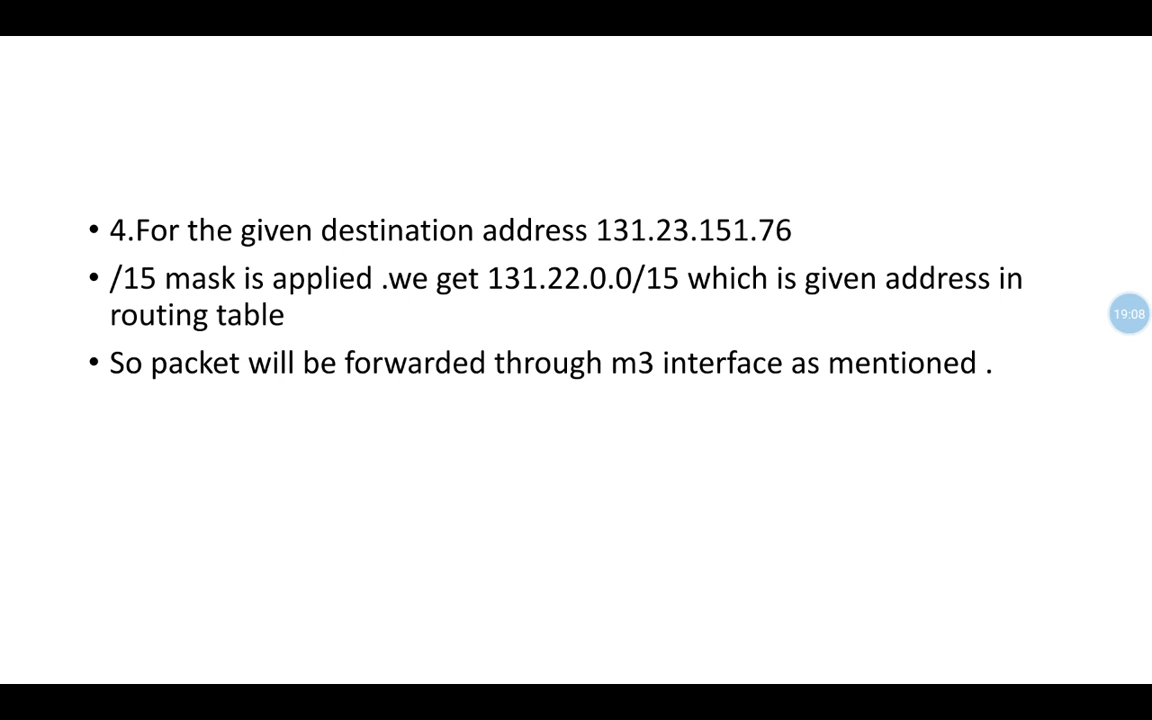 • 4.For the given destination address 131.23.151.76
• /15 mask is applied .we get 131.22.0.0/15 which is given address in
routing table
• So packet will be forwarded through m3 interface as mentioned .
19:08